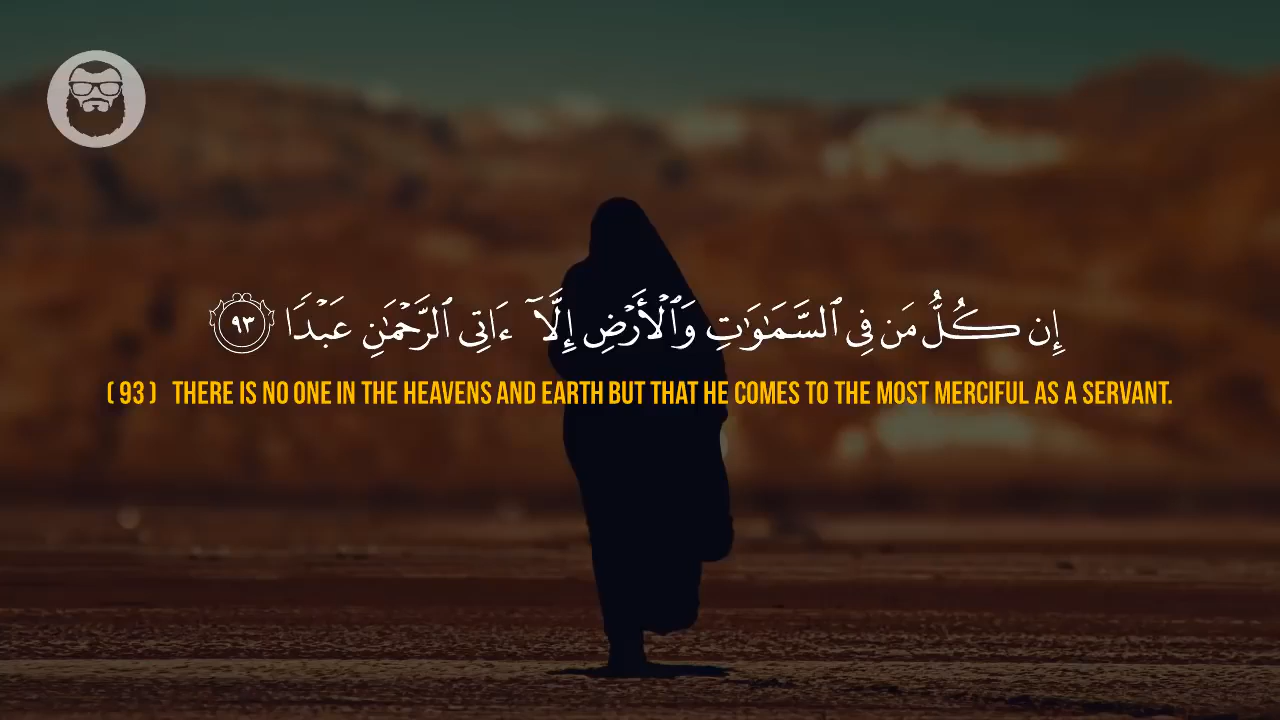 إِن كُلُّ مَن فِى ٱلسَّمَـٰوَٰتِ وَٱلْأَرْضِ إِلَّآ ءَاتِى ٱلرَّحْمَـٰنِ عَبْدًا ٩٣
( 93 ) THERE IS NO ONE IN THE HEAVENS AND EARTH BUT THAT HE COMES TO THE MOST MERCIFUL AS A SERVANT.